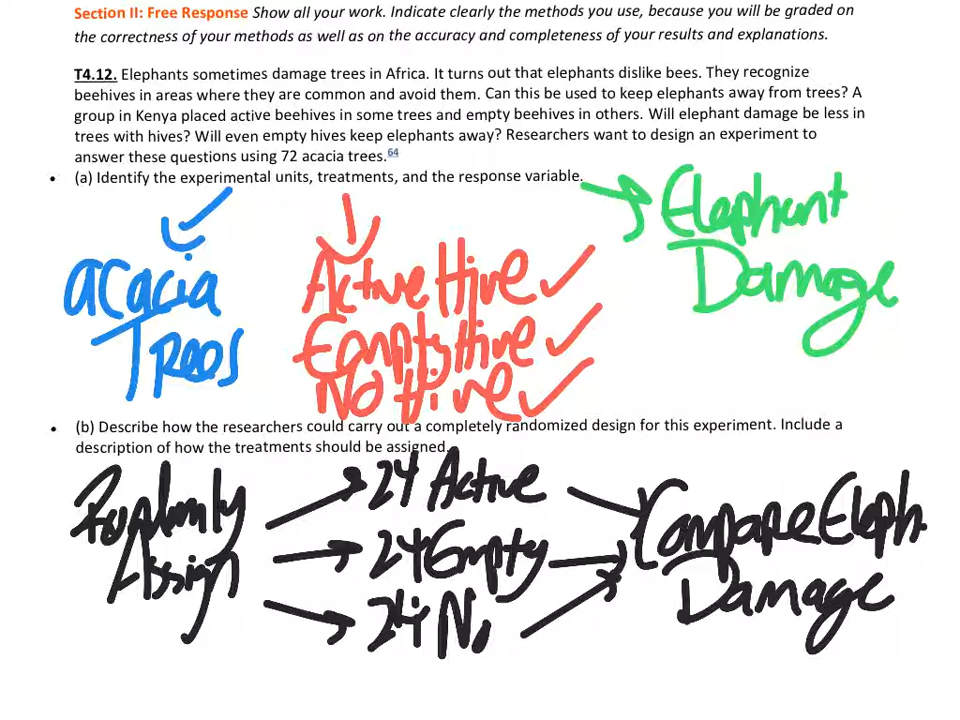 Section II: Free Response Show all your work. Indicate clearly the methods you use, because you will be graded on
the correctness of your methods as well as on the accuracy and completeness of your results and explanations.
T4.12. Elephants sometimes damage trees in Africa. It turns out that elephants dislike bees. They recognize
beehives in areas where they are common and avoid them. Can this be used to keep elephants away from trees? A
group in Kenya placed active beehives in some trees and empty beehives in others. Will elephant damage be less in
trees with hives? Will even empty hives keep elephants away? Researchers want to design an experiment to
answer these questions using 72 acacia trees.64
• (a) Identify the experimental units, treatments, and the response variable.
Elephant
Damage
acacia
Trees
Active Hive
Empty Hive
No Hive
• (b) Describe how the researchers could carry out a completely randomized design for this experiment. Include a
description of how the treatments should be assigned.
Randomly
Assign
24 Active
24 Empty
24 No
Compare Eleph.
Damage